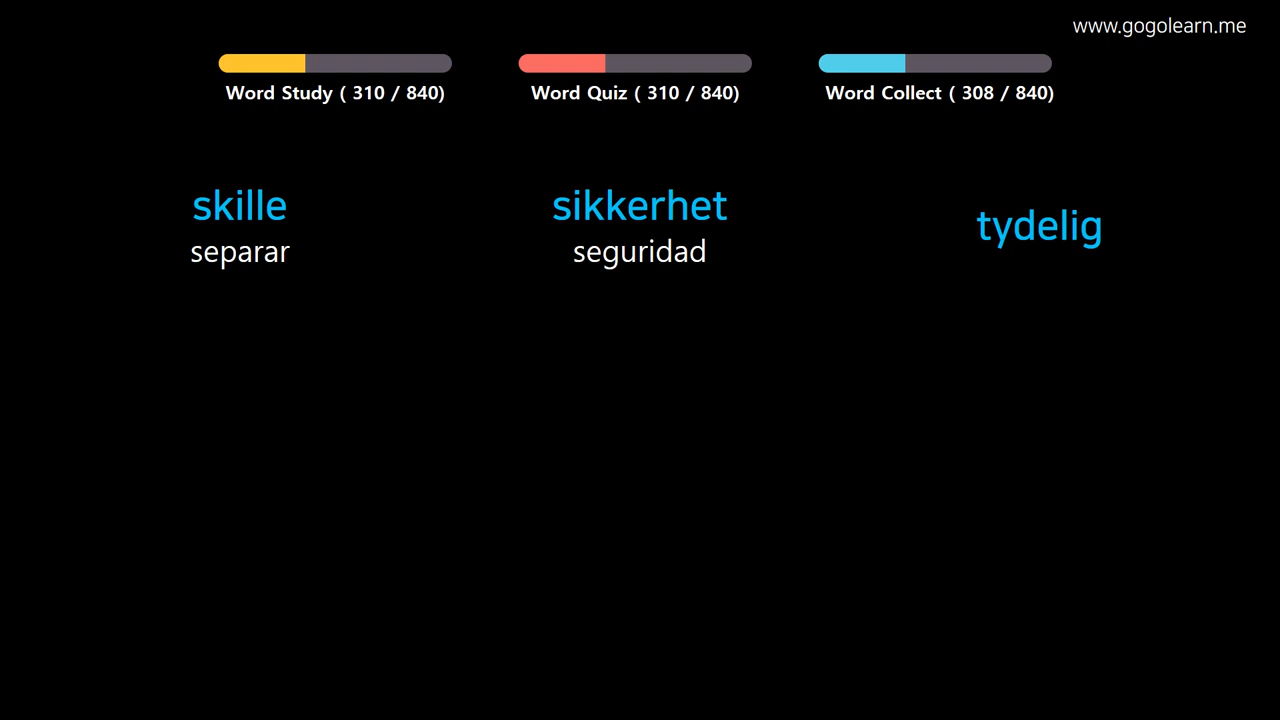 www.gogolearn.me
Word Study ( 310 / 840)
Word Quiz ( 310 / 840)
Word Collect ( 308 / 840)
skille
separar
sikkerhet
seguridad
tydelig